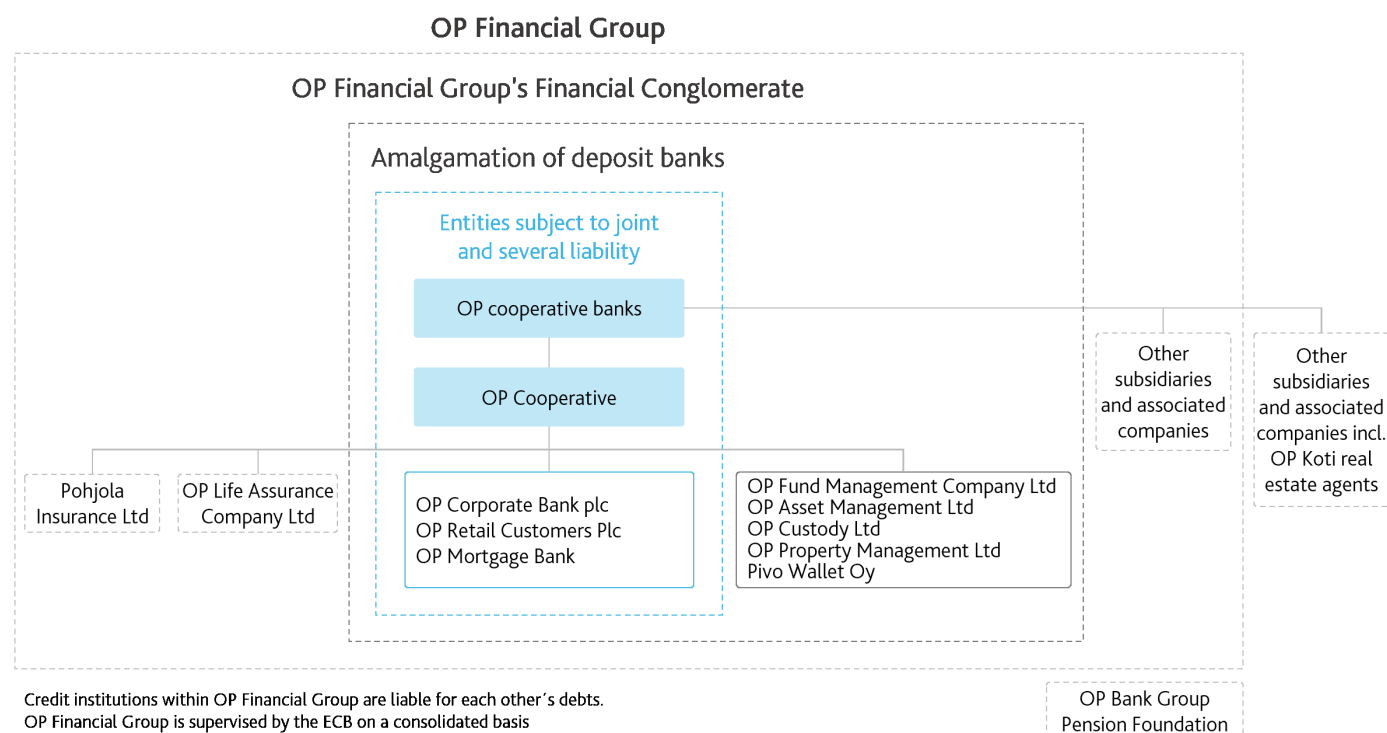 OP Financial Group
OP Financial Group's Financial Conglomerate
Amalgamation of deposit banks
Entities subject to joint
and several liability
OP cooperative banks
OP Cooperative
Other
subsidiaries
and associated
companies
Other
subsidiaries
and associated
companies incl.
OP Koti real
estate agents
Pohjola
Insurance Ltd
OP Life Assurance
Company Ltd
OP Corporate Bank plc
OP Retail Customers Plc
OP Mortgage Bank
OP Fund Management Company Ltd
OP Asset Management Ltd
OP Custody Ltd
OP Property Management Ltd
Pivo Wallet Oy
Credit institutions within OP Financial Group are liable for each other´s debts.
OP Financial Group is supervised by the ECB on a consolidated basis
OP Bank Group
Pension Foundation